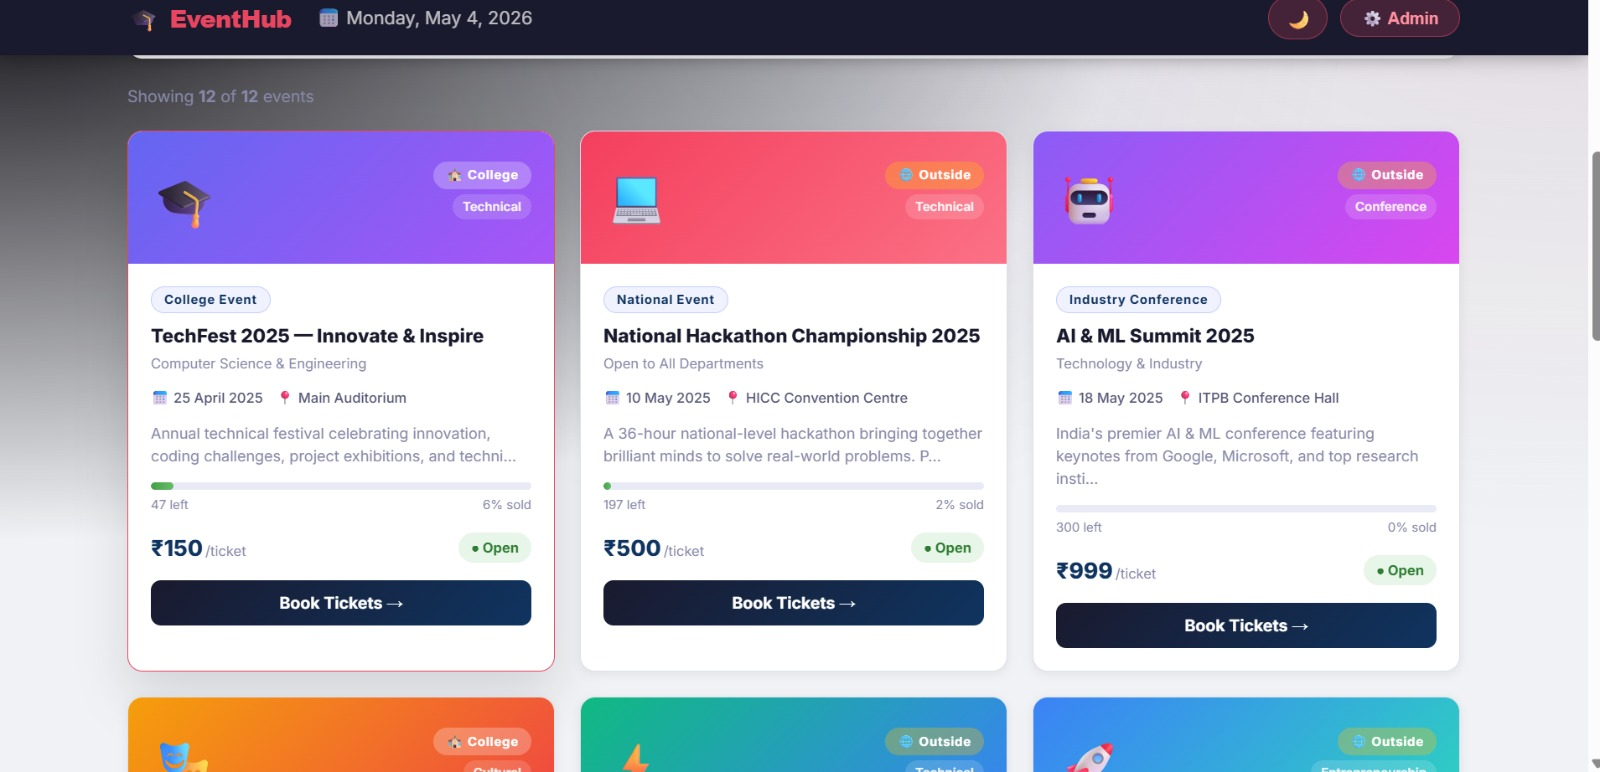 EventHub
Monday, May 4, 2026
Admin
Showing 12 of 12 events
College
Technical
College Event
TechFest 2025 — Innovate & Inspire
Computer Science & Engineering
25 April 2025 Main Auditorium
Annual technical festival celebrating innovation,
coding challenges, project exhibitions, and techni...
47 left 6% sold
₹150 /ticket
● Open
Book Tickets →
Outside
Technical
National Event
National Hackathon Championship 2025
Open to All Departments
10 May 2025 HICC Convention Centre
A 36-hour national-level hackathon bringing together
brilliant minds to solve real-world problems. P...
197 left 2% sold
₹500 /ticket
● Open
Book Tickets →
Outside
Conference
Industry Conference
AI & ML Summit 2025
Technology & Industry
18 May 2025 ITPB Conference Hall
India's premier AI & ML conference featuring
keynotes from Google, Microsoft, and top research
insti...
300 left 0% sold
₹999 /ticket
● Open
Book Tickets →
College
Cultural
Outside
Technical
Outside
Entrepreneurship